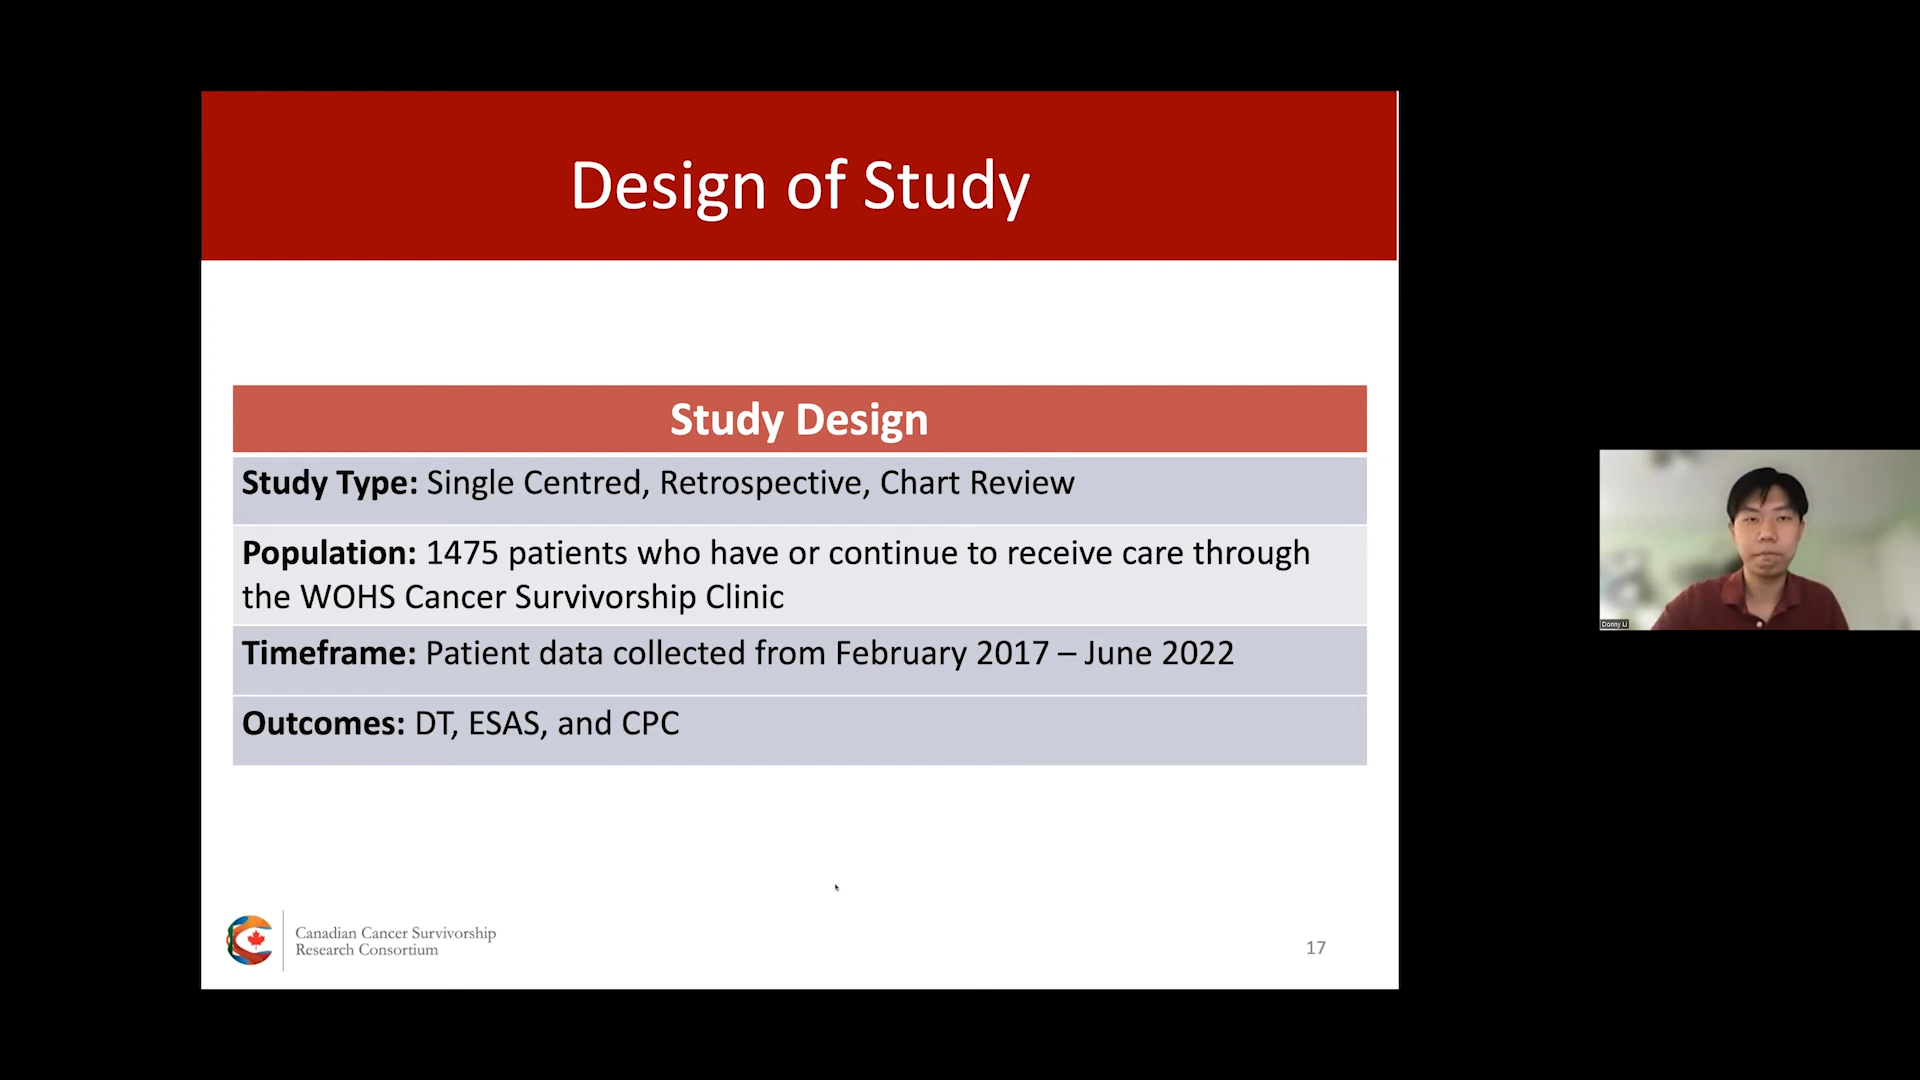 Design of Study
Study Design
Study Type: Single Centred, Retrospective, Chart Review
Population: 1475 patients who have or continue to receive care through
the WOHS Cancer Survivorship Clinic
Timeframe: Patient data collected from February 2017 – June 2022
Outcomes: DT, ESAS, and CPC
Donny Li
Canadian Cancer Survivorship
Research Consortium
17